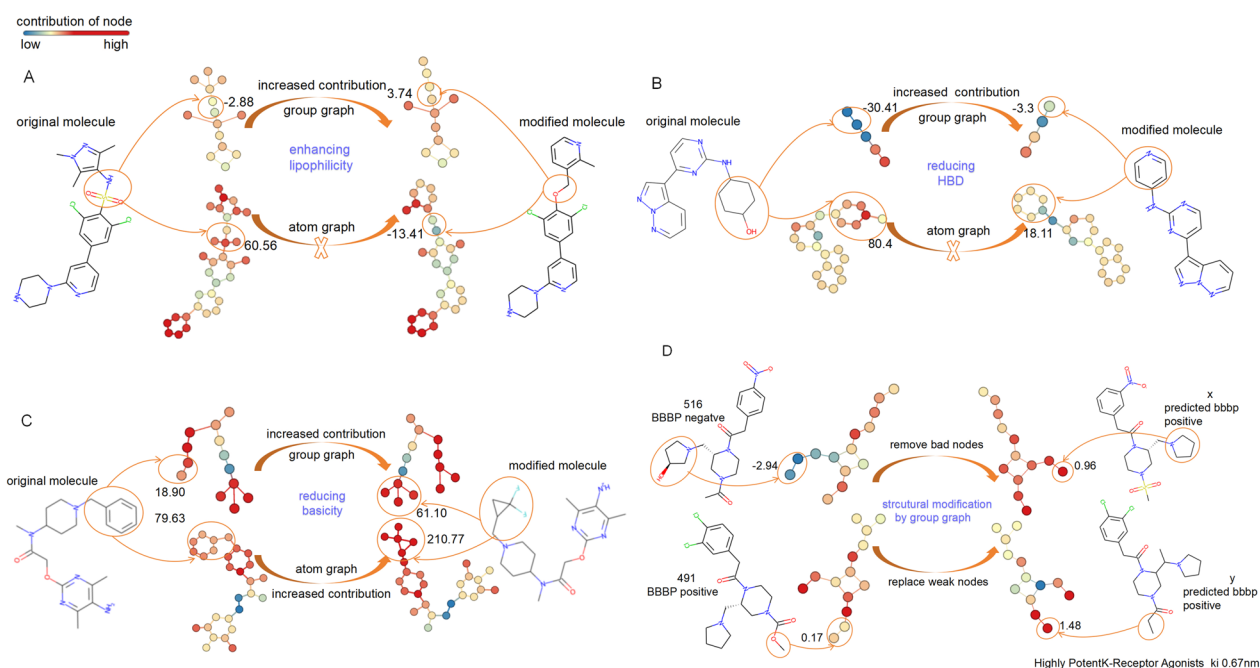 contribution of node
low
high
A
original molecule
-2.88
increased contribution
group graph
3.74
modified molecule
enhancing
lipophilicity
60.56
atom graph
X
-13.41
B
original molecule
-30.41
increased contribution
group graph
-3.3
modified molecule
reducing
HBD
80.4
atom graph
X
18.11
C
original molecule
18.90
79.63
increased contribution
group graph
modified molecule
reducing
basicity
61.10
210.77
atom graph
increased contribution
D
516
BBBP negatve
-2.94
remove bad nodes
0.96
x
predicted bbbp
positive
strcutural modification
by group graph
491
BBBP positive
0.17
replace weak nodes
1.48
y
predicted bbbp
positive
Highly PotentK-Receptor Agonists ki 0.67nm